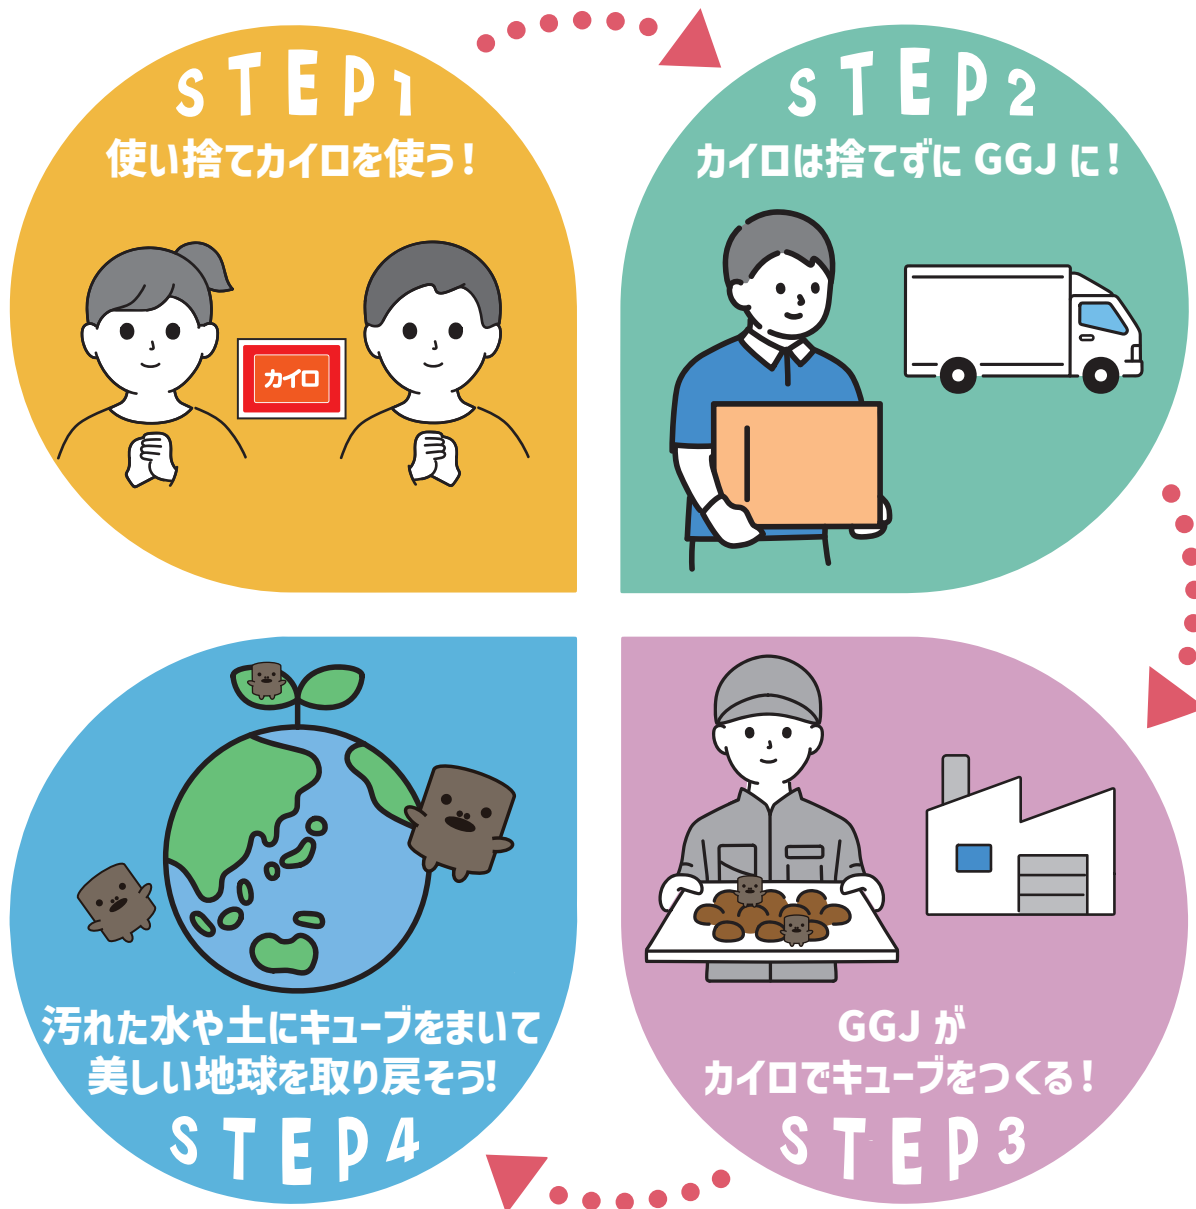 STEP1
使い捨てカイロを使う!
カイロ
STEP2
カイロは捨てずに GGJ に!
GGJ が
カイロでキューブをつくる!
STEP3
汚れた水や土にキューブをまいて
美しい地球を取り戻そう!
STEP4